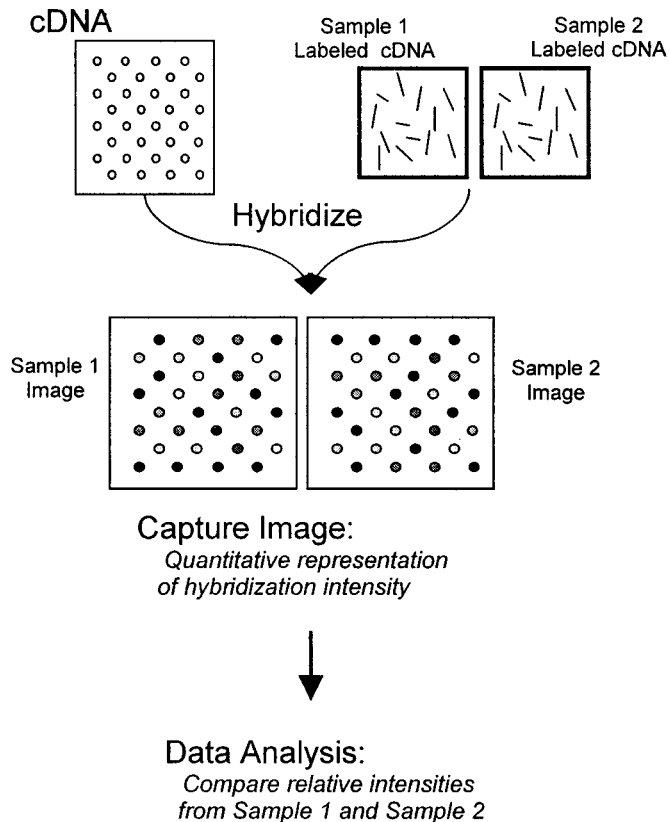 cDNA
Sample 1
Labeled cDNA
Sample 2
Labeled cDNA
Hybridize
Sample 1
Image
Sample 2
Image
Capture Image:
Quantitative representation
of hybridization intensity
Data Analysis:
Compare relative intensities
from Sample 1 and Sample 2